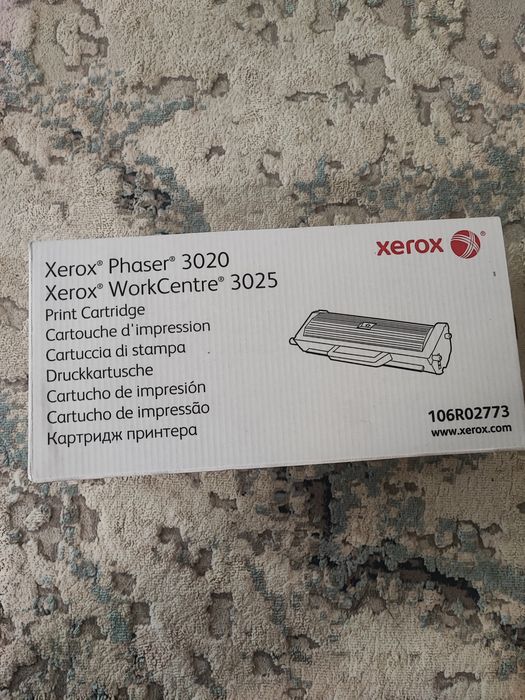 xerox
Xerox® Phaser® 3020
Xerox® WorkCentre® 3025
Print Cartridge
Cartouche d'impression
Cartuccia di stampa
Druckkartusche
Cartucho de impresión
Cartucho de impressão
Картридж принтера
106R02773
www.xerox.com